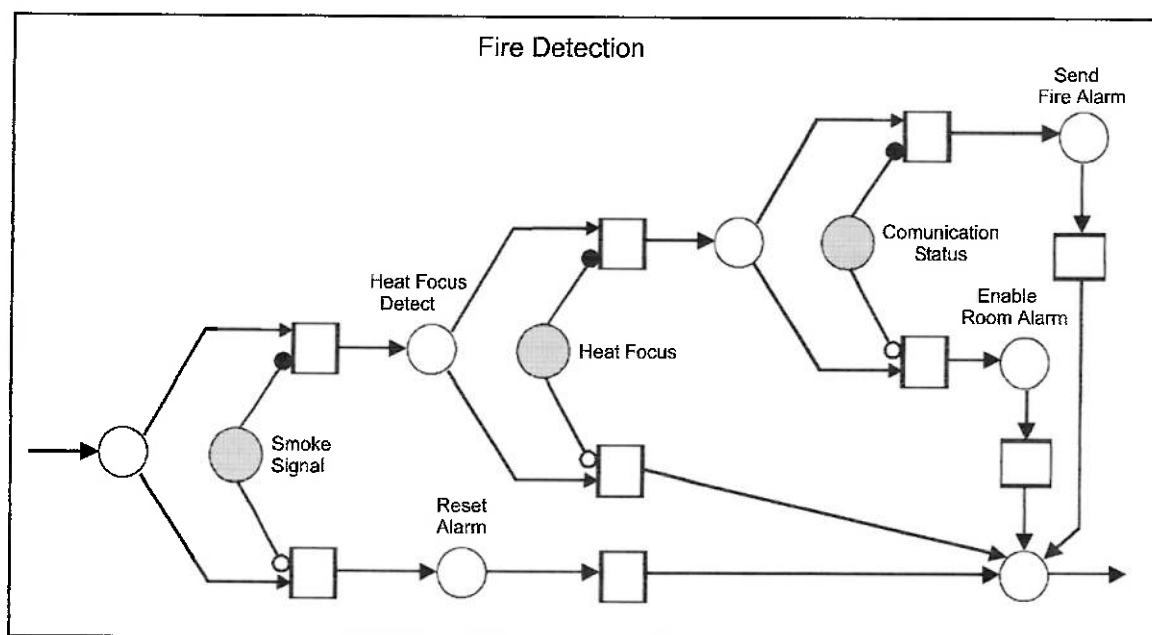 Fire Detection
Send
Fire Alarm
Comunication
Status
Heat Focus
Detect
Enable
Room Alarm
Heat Focus
Smoke
Signal
Reset
Alarm